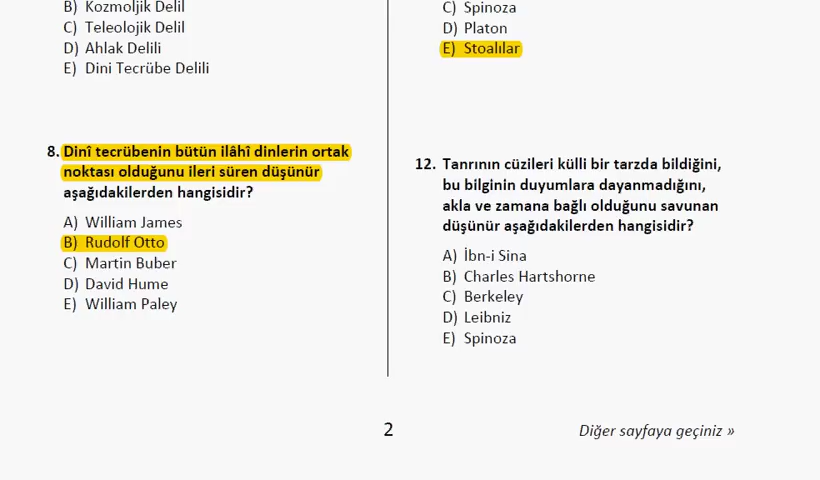 B) Kozmoljik Delil
C) Teleolojik Delil
D) Ahlak Delili
E) Dini Tecrübe Delili
8. Dinî tecrübenin bütün ilâhî dinlerin ortak
noktası olduğunu ileri süren düşünür
aşağıdakilerden hangisidir?
A) William James
B) Rudolf Otto
C) Martin Buber
D) David Hume
E) William Paley
C) Spinoza
D) Platon
E) Stoalılar
12. Tanrının cüzileri külli bir tarzda bildiğini,
bu bilginin duyumlara dayanmadığını,
akla ve zamana bağlı olduğunu savunan
düşünür aşağıdakilerden hangisidir?
A) İbn-i Sina
B) Charles Hartshorne
C) Berkeley
D) Leibniz
E) Spinoza
2
Diğer sayfaya geçiniz »